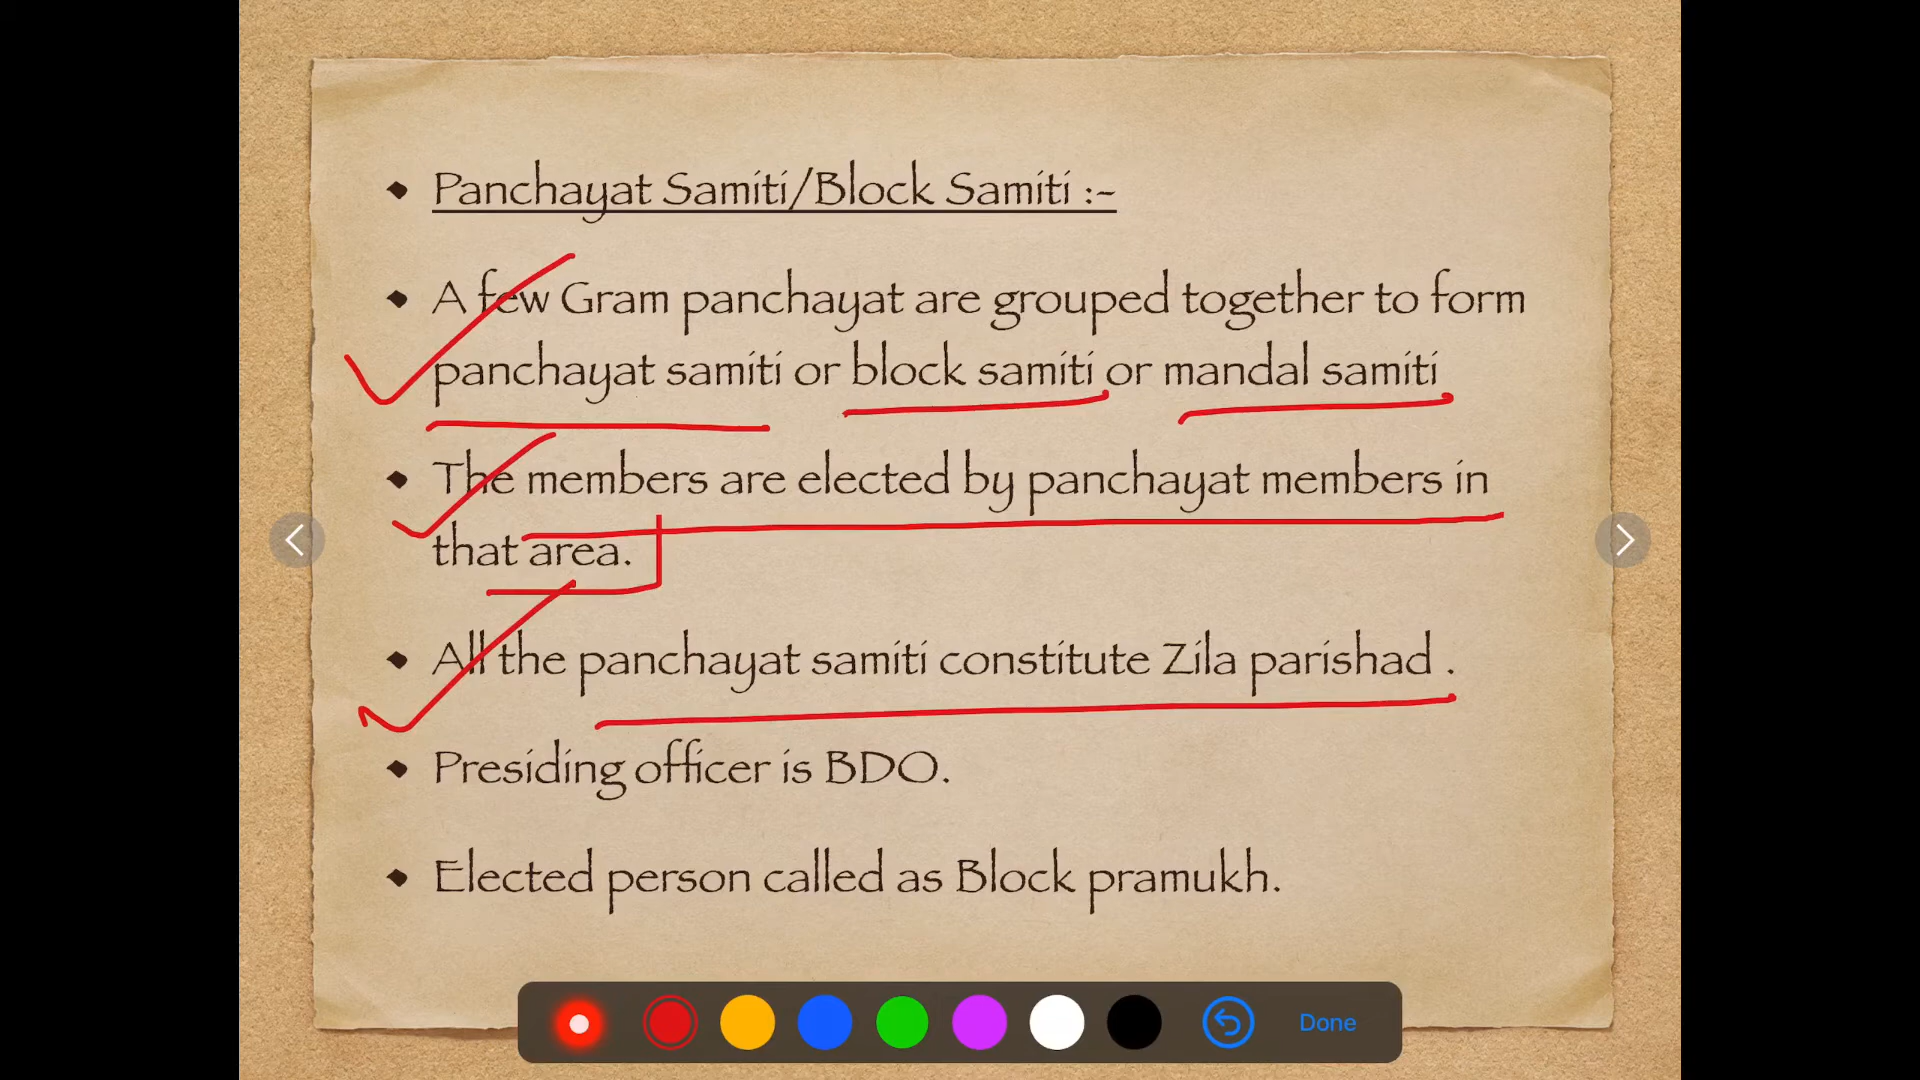 Panchayat Samiti/Block Samiti :-
A few Gram panchayat are grouped together to form
panchayat samiti or block samiti or mandal samiti
The members are elected by panchayat members in
that area.
All the panchayat samiti constitute Zila parishad .
Presiding officer is BDO.
Elected person called as Block pramukh.
Done